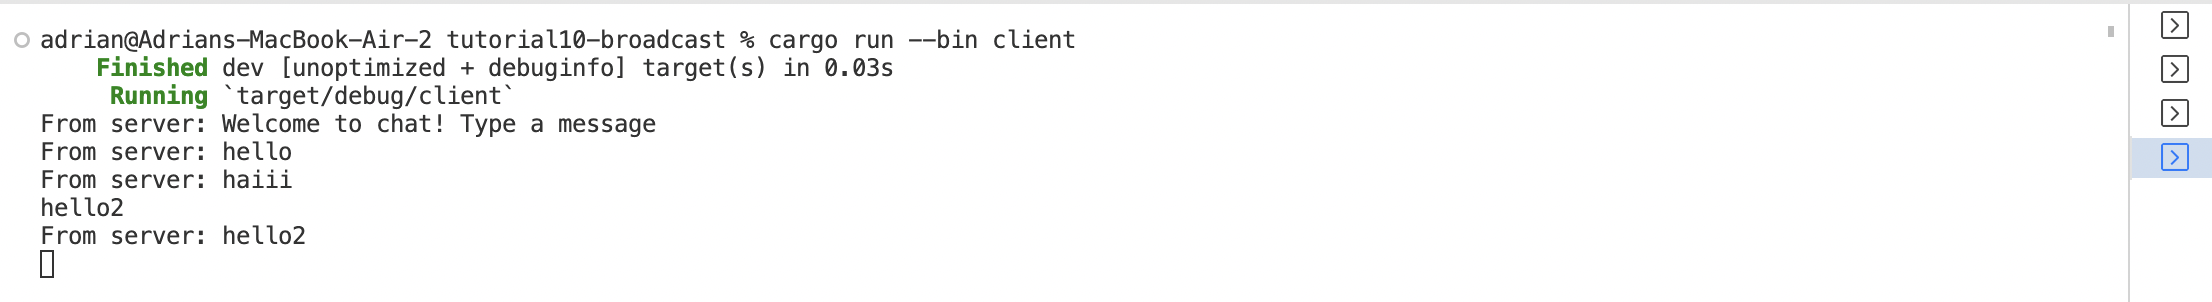 adrian@Adrians-MacBook-Air-2 tutorial10-broadcast % cargo run --bin client
Finished dev [unoptimized + debuginfo] target(s) in 0.03s
Running `target/debug/client`
From server: Welcome to chat! Type a message
From server: hello
From server: haiii
hello2
From server: hello2